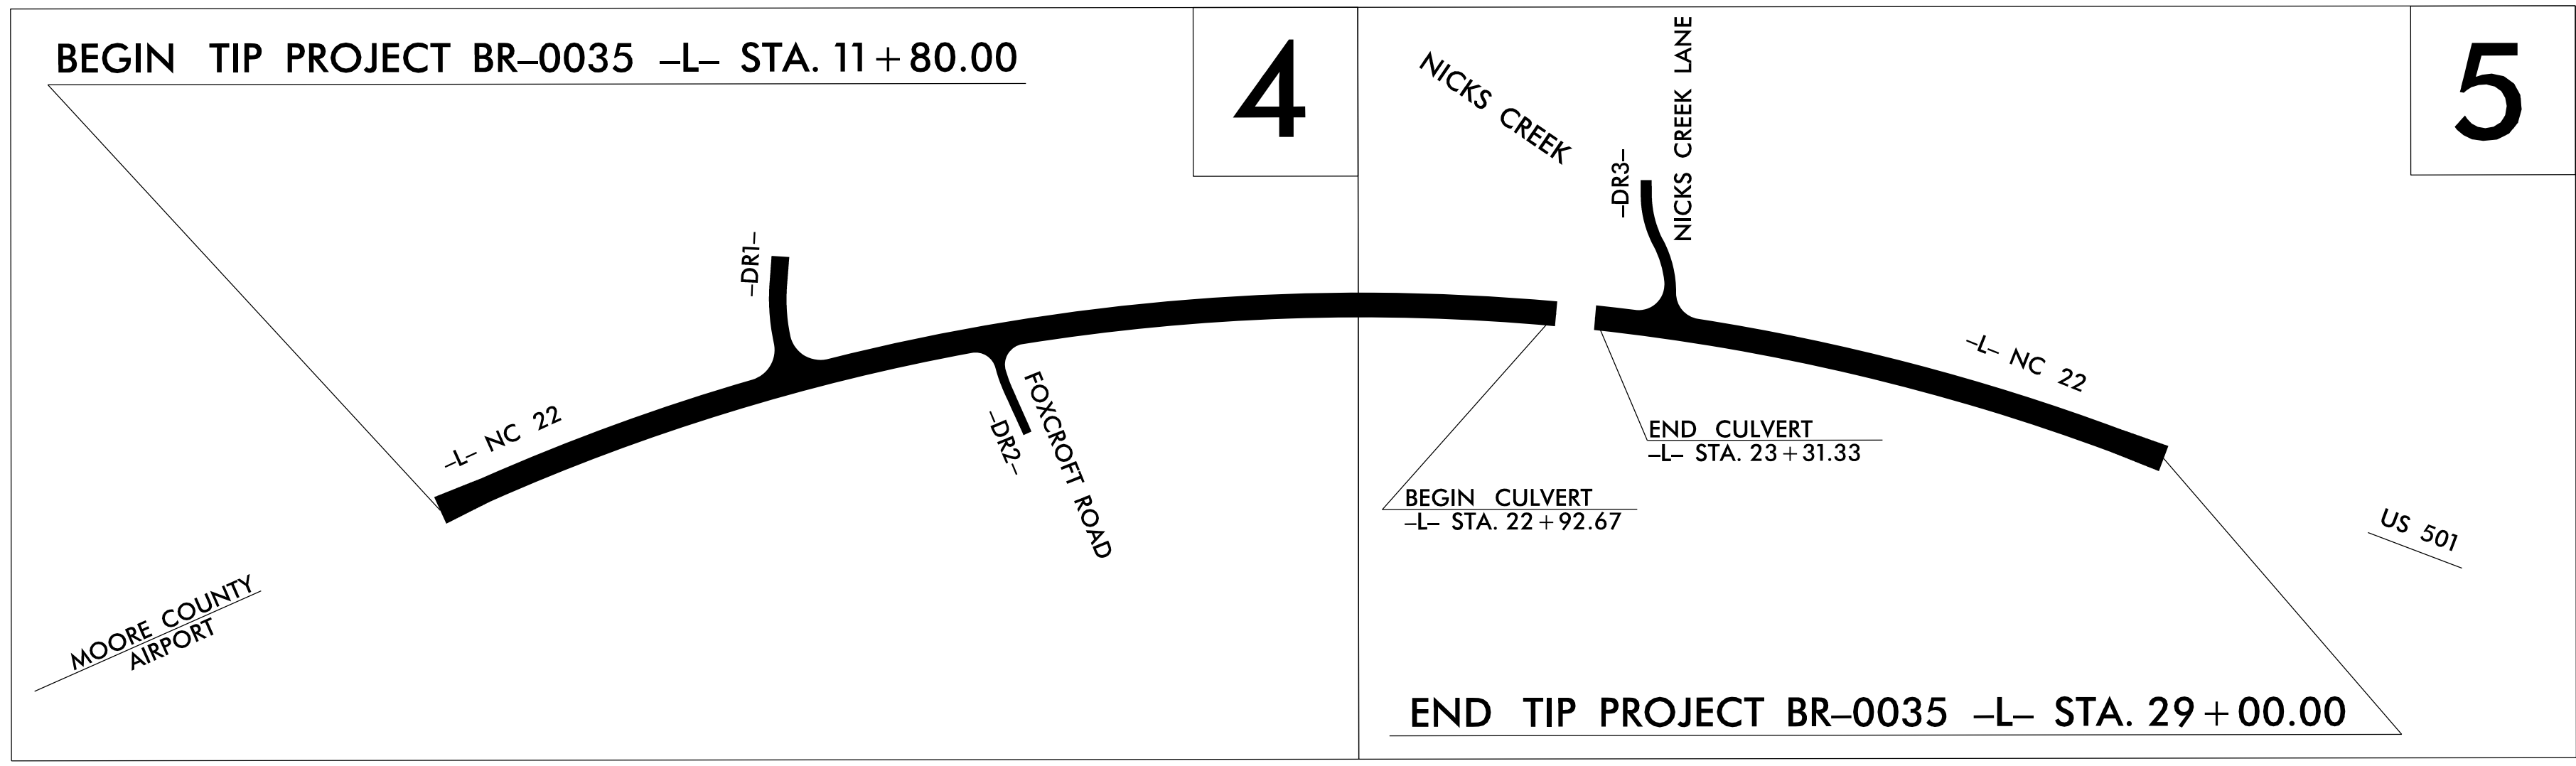 BEGIN TIP PROJECT BR–0035 –L– STA. 11+80.00
4
NICKS CREEK
NICKS CREEK LANE
5
–DR1–
–DR3–
–L– NC 22
–DR2–
FOXCROFT ROAD
–L– NC 22
END CULVERT
–L– STA. 23+31.33
BEGIN CULVERT
–L– STA. 22+92.67
US 501
MOORE COUNTY
AIRPORT
END TIP PROJECT BR–0035 –L– STA. 29+00.00